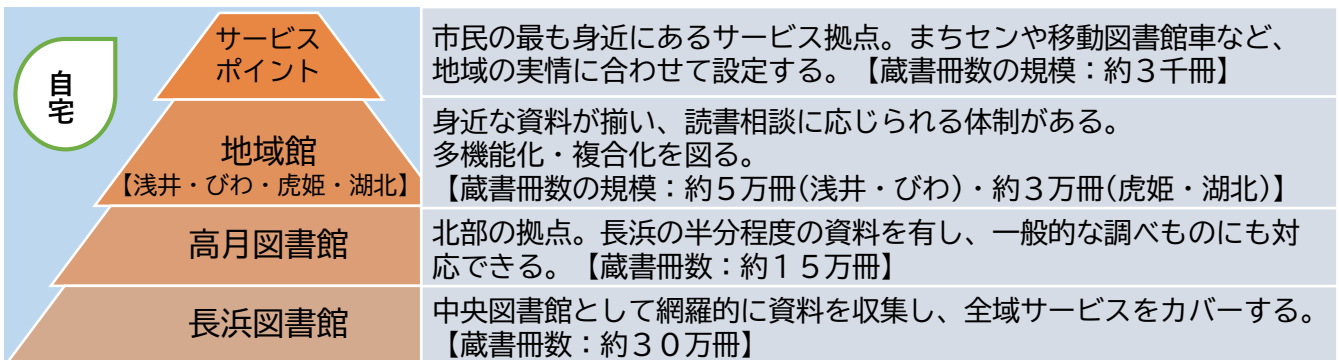 自宅
サービス
ポイント
市民の最も身近にあるサービス拠点。まちセンや移動図書館車など、
地域の実情に合わせて設定する。【蔵書冊数の規模：約３千冊】
地域館
【浅井・びわ・虎姫・湖北】
身近な資料が揃い、読書相談に応じられる体制がある。
多機能化・複合化を図る。
【蔵書冊数の規模：約５万冊(浅井・びわ)・約３万冊(虎姫・湖北)】
高月図書館
北部の拠点。長浜の半分程度の資料を有し、一般的な調べものにも対
応できる。【蔵書冊数：約１５万冊】
長浜図書館
中央図書館として網羅的に資料を収集し、全域サービスをカバーする。
【蔵書冊数：約３０万冊】